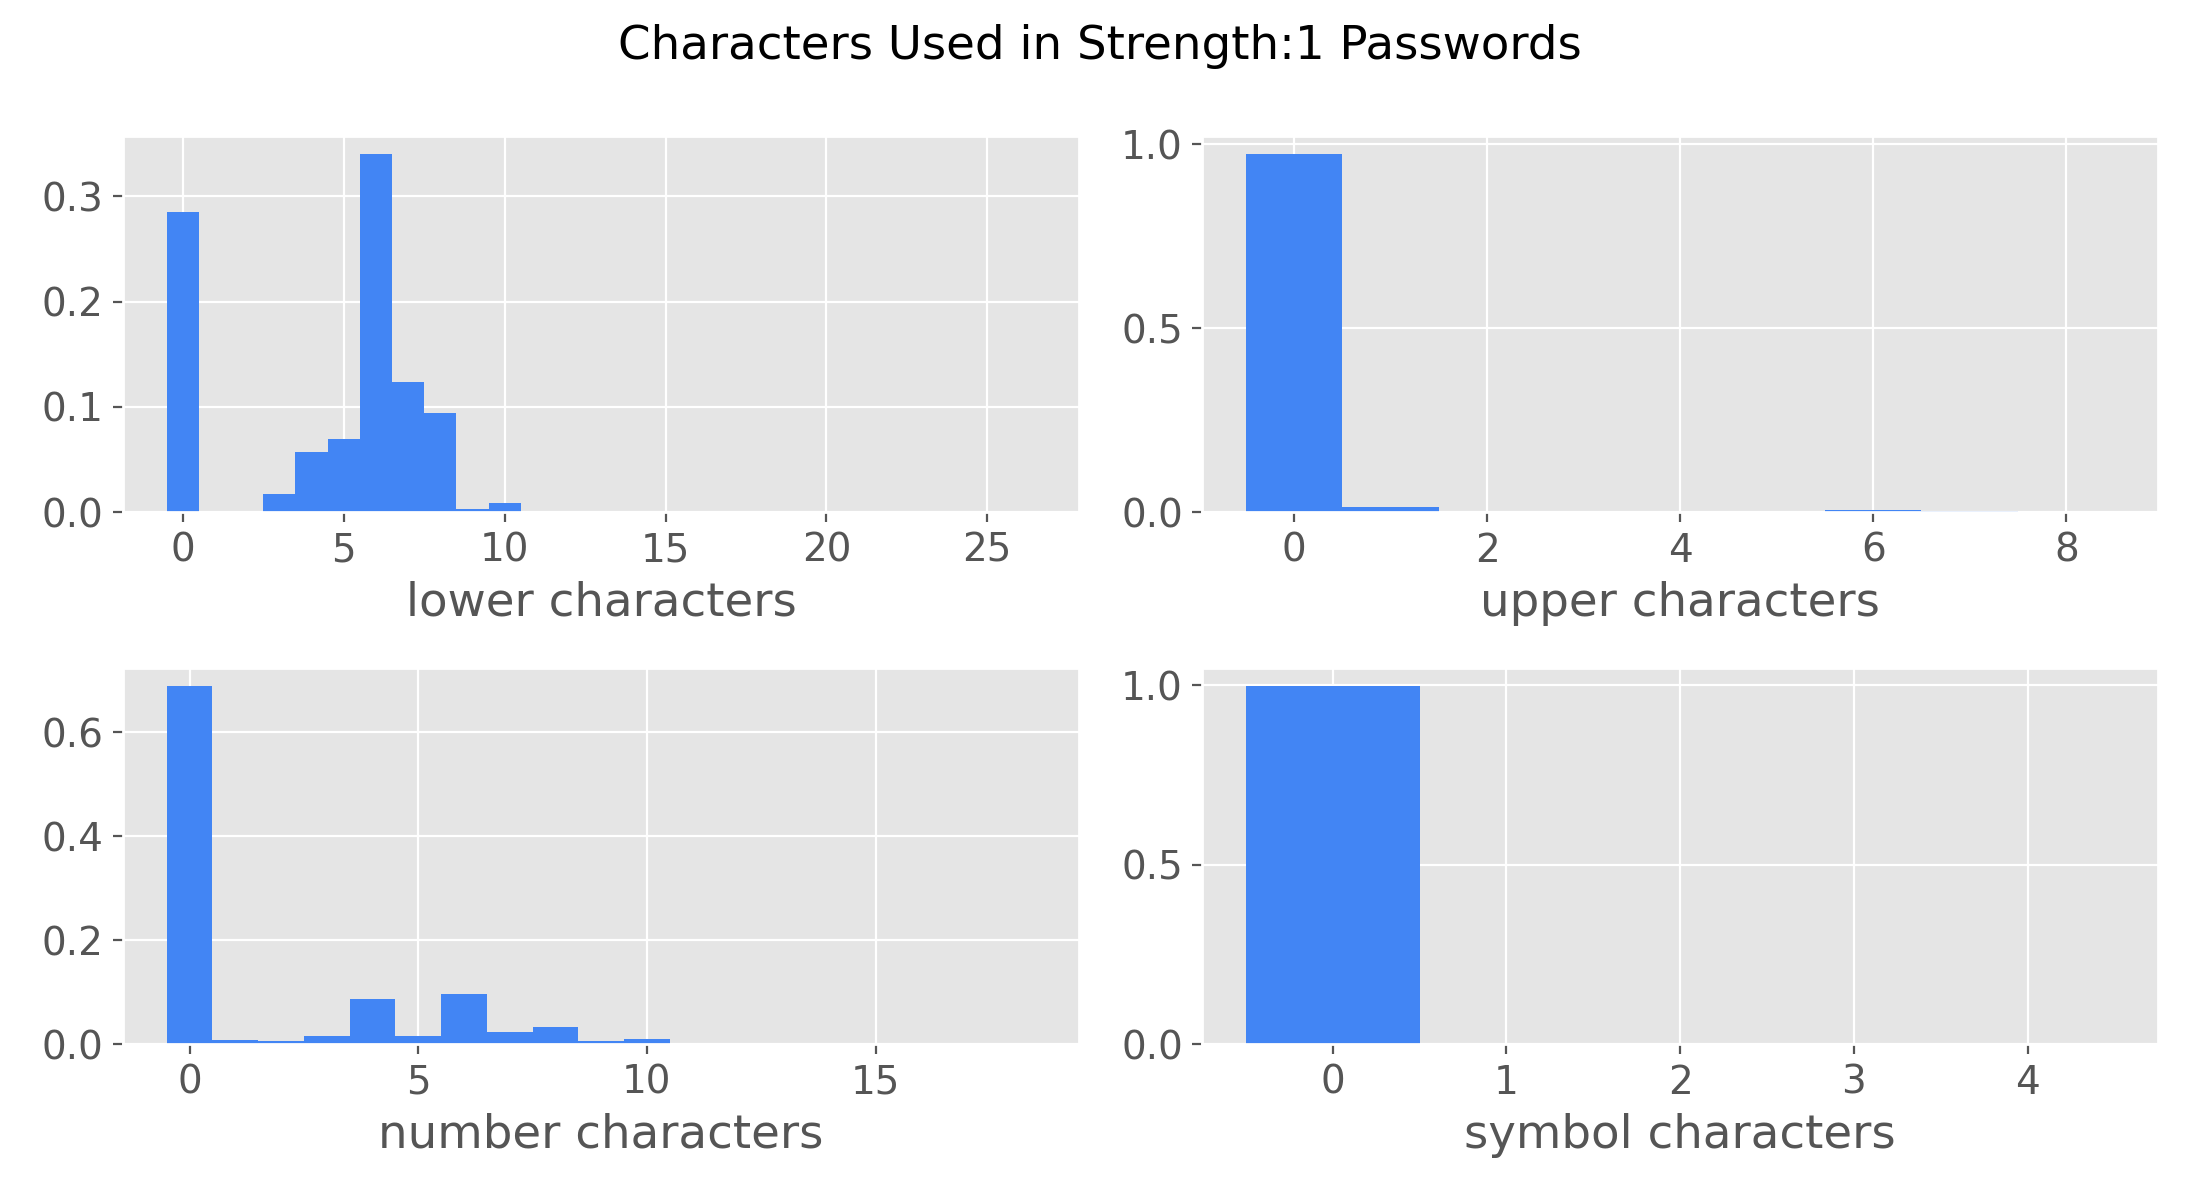 Characters Used in Strength:1 Passwords
0.3
0.2
0.1
0.0
0 5 10 15 20 25
lower characters
1.0
0.5
0.0
0 2 4 6 8
upper characters
0.6
0.4
0.2
0.0
0 5 10 15
number characters
1.0
0.5
0.0
0 1 2 3 4
symbol characters